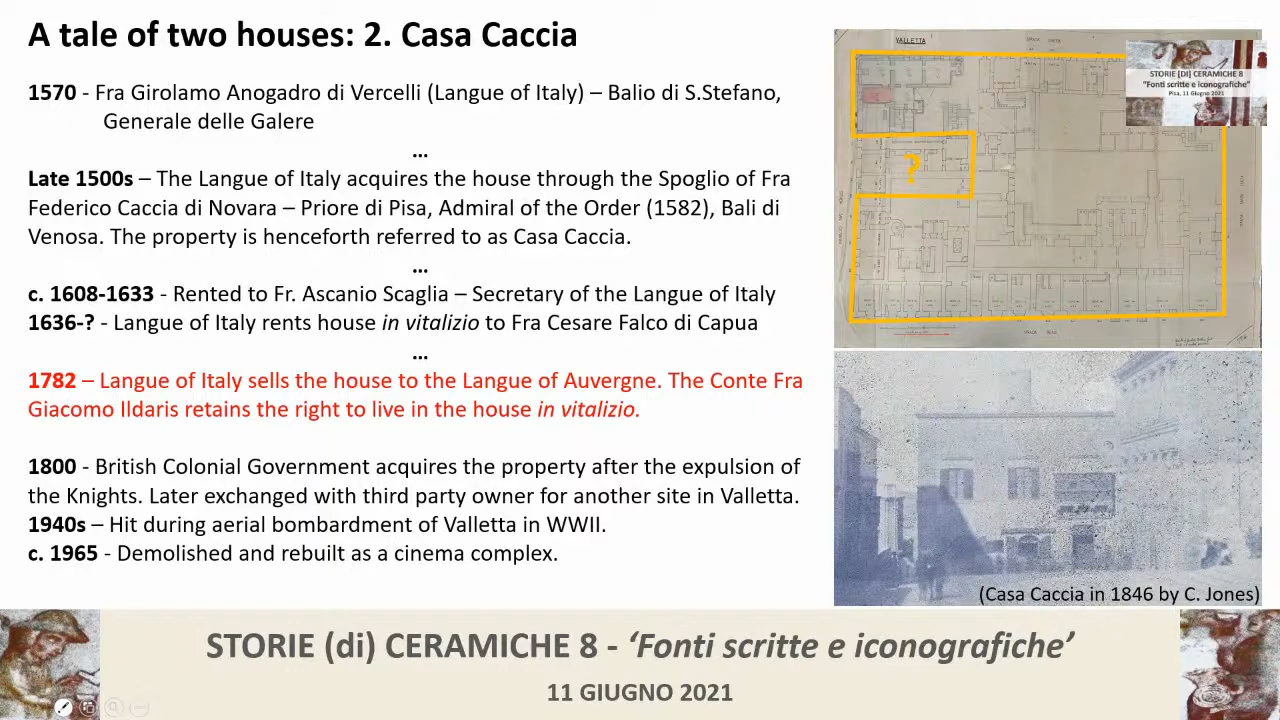 A tale of two houses: 2. Casa Caccia
1570 - Fra Girolamo Anogadro di Vercelli (Langue of Italy) – Balio di S.Stefano,
Generale delle Galere
...
Late 1500s – The Langue of Italy acquires the house through the Spoglio of Fra
Federico Caccia di Novara – Priore di Pisa, Admiral of the Order (1582), Bali di
Venosa. The property is henceforth referred to as Casa Caccia.
...
c. 1608-1633 - Rented to Fr. Ascanio Scaglia – Secretary of the Langue of Italy
1636-? - Langue of Italy rents house in vitalizio to Fra Cesare Falco di Capua
...
1782 – Langue of Italy sells the house to the Langue of Auvergne. The Conte Fra
Giacomo Ildaris retains the right to live in the house in vitalizio.
1800 - British Colonial Government acquires the property after the expulsion of
the Knights. Later exchanged with third party owner for another site in Valletta.
1940s – Hit during aerial bombardment of Valletta in WWII.
c. 1965 - Demolished and rebuilt as a cinema complex.
VALLETTA
STORIE [DI] CERAMICHE 8
"Fonti scritte e iconografiche"
Pisa, 11 Giugno 2021
?
(Casa Caccia in 1846 by C. Jones)
STORIE (di) CERAMICHE 8 - ‘Fonti scritte e iconografiche’
11 GIUGNO 2021